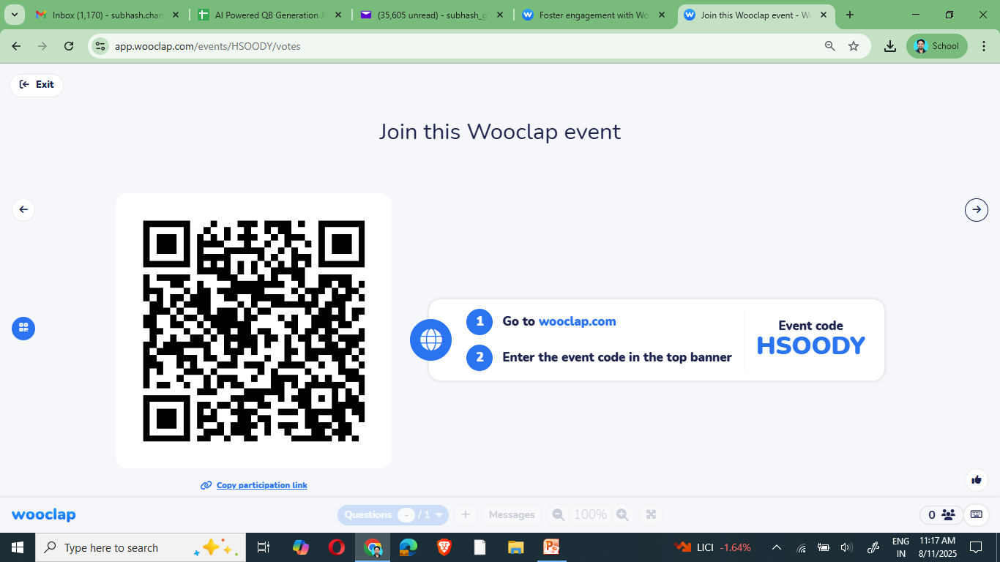 Inbox (1,170) - subhash.chan
AI Powered QB Generation J
(35,605 unread) - subhash_g
Foster engagement with Wo
Join this Wooclap event - W
app.wooclap.com/events/HSOODY/votes
School
Exit
Join this Wooclap event
1 Go to wooclap.com
2 Enter the event code in the top banner
Event code
HSOODY
Copy participation link
wooclap
Questions - / 1
+
Messages
100%
0
Type here to search
LICI -1.64%
ENG
IN
11:17 AM
8/11/2025